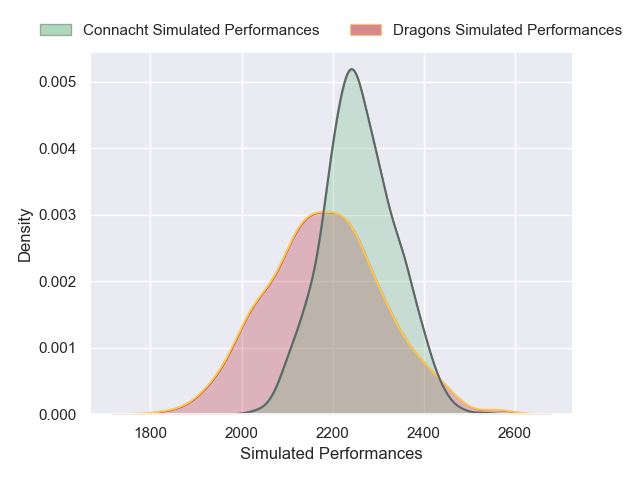 Connacht Simulated Performances Dragons Simulated Performances
0.005
0.004
0.003
0.002
0.001
0.000
Density
1800 2000 2200 2400 2600
Simulated Performances